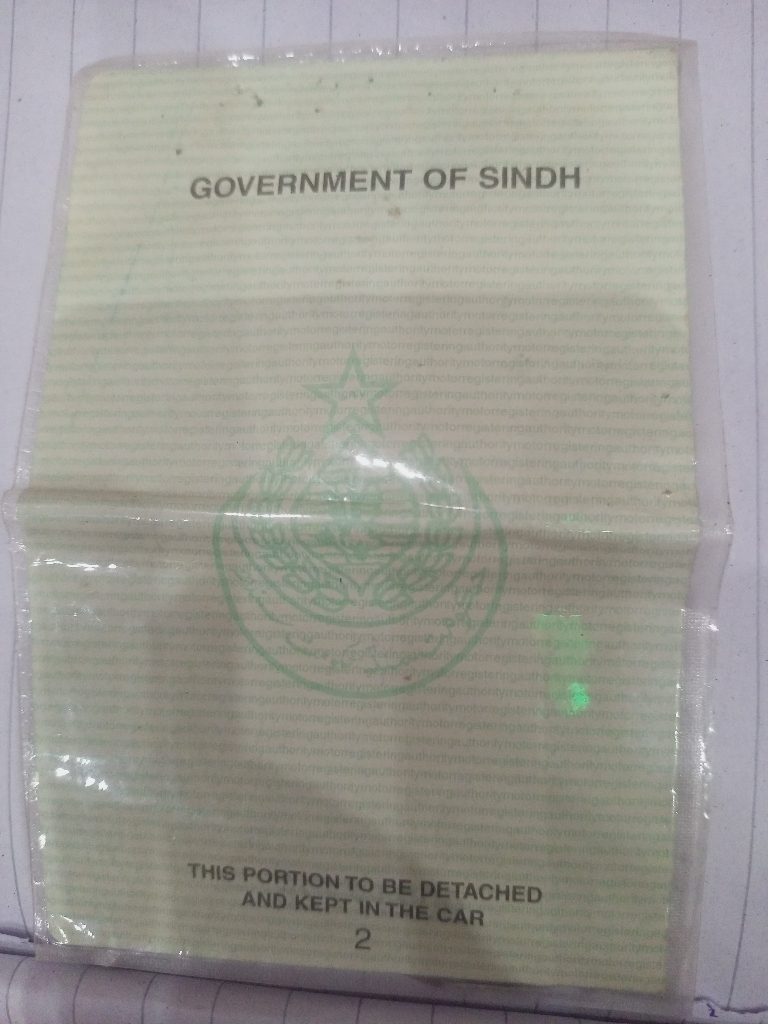 GOVERNMENT OF SINDH
THIS PORTION TO BE DETACHED
AND KEPT IN THE CAR
2